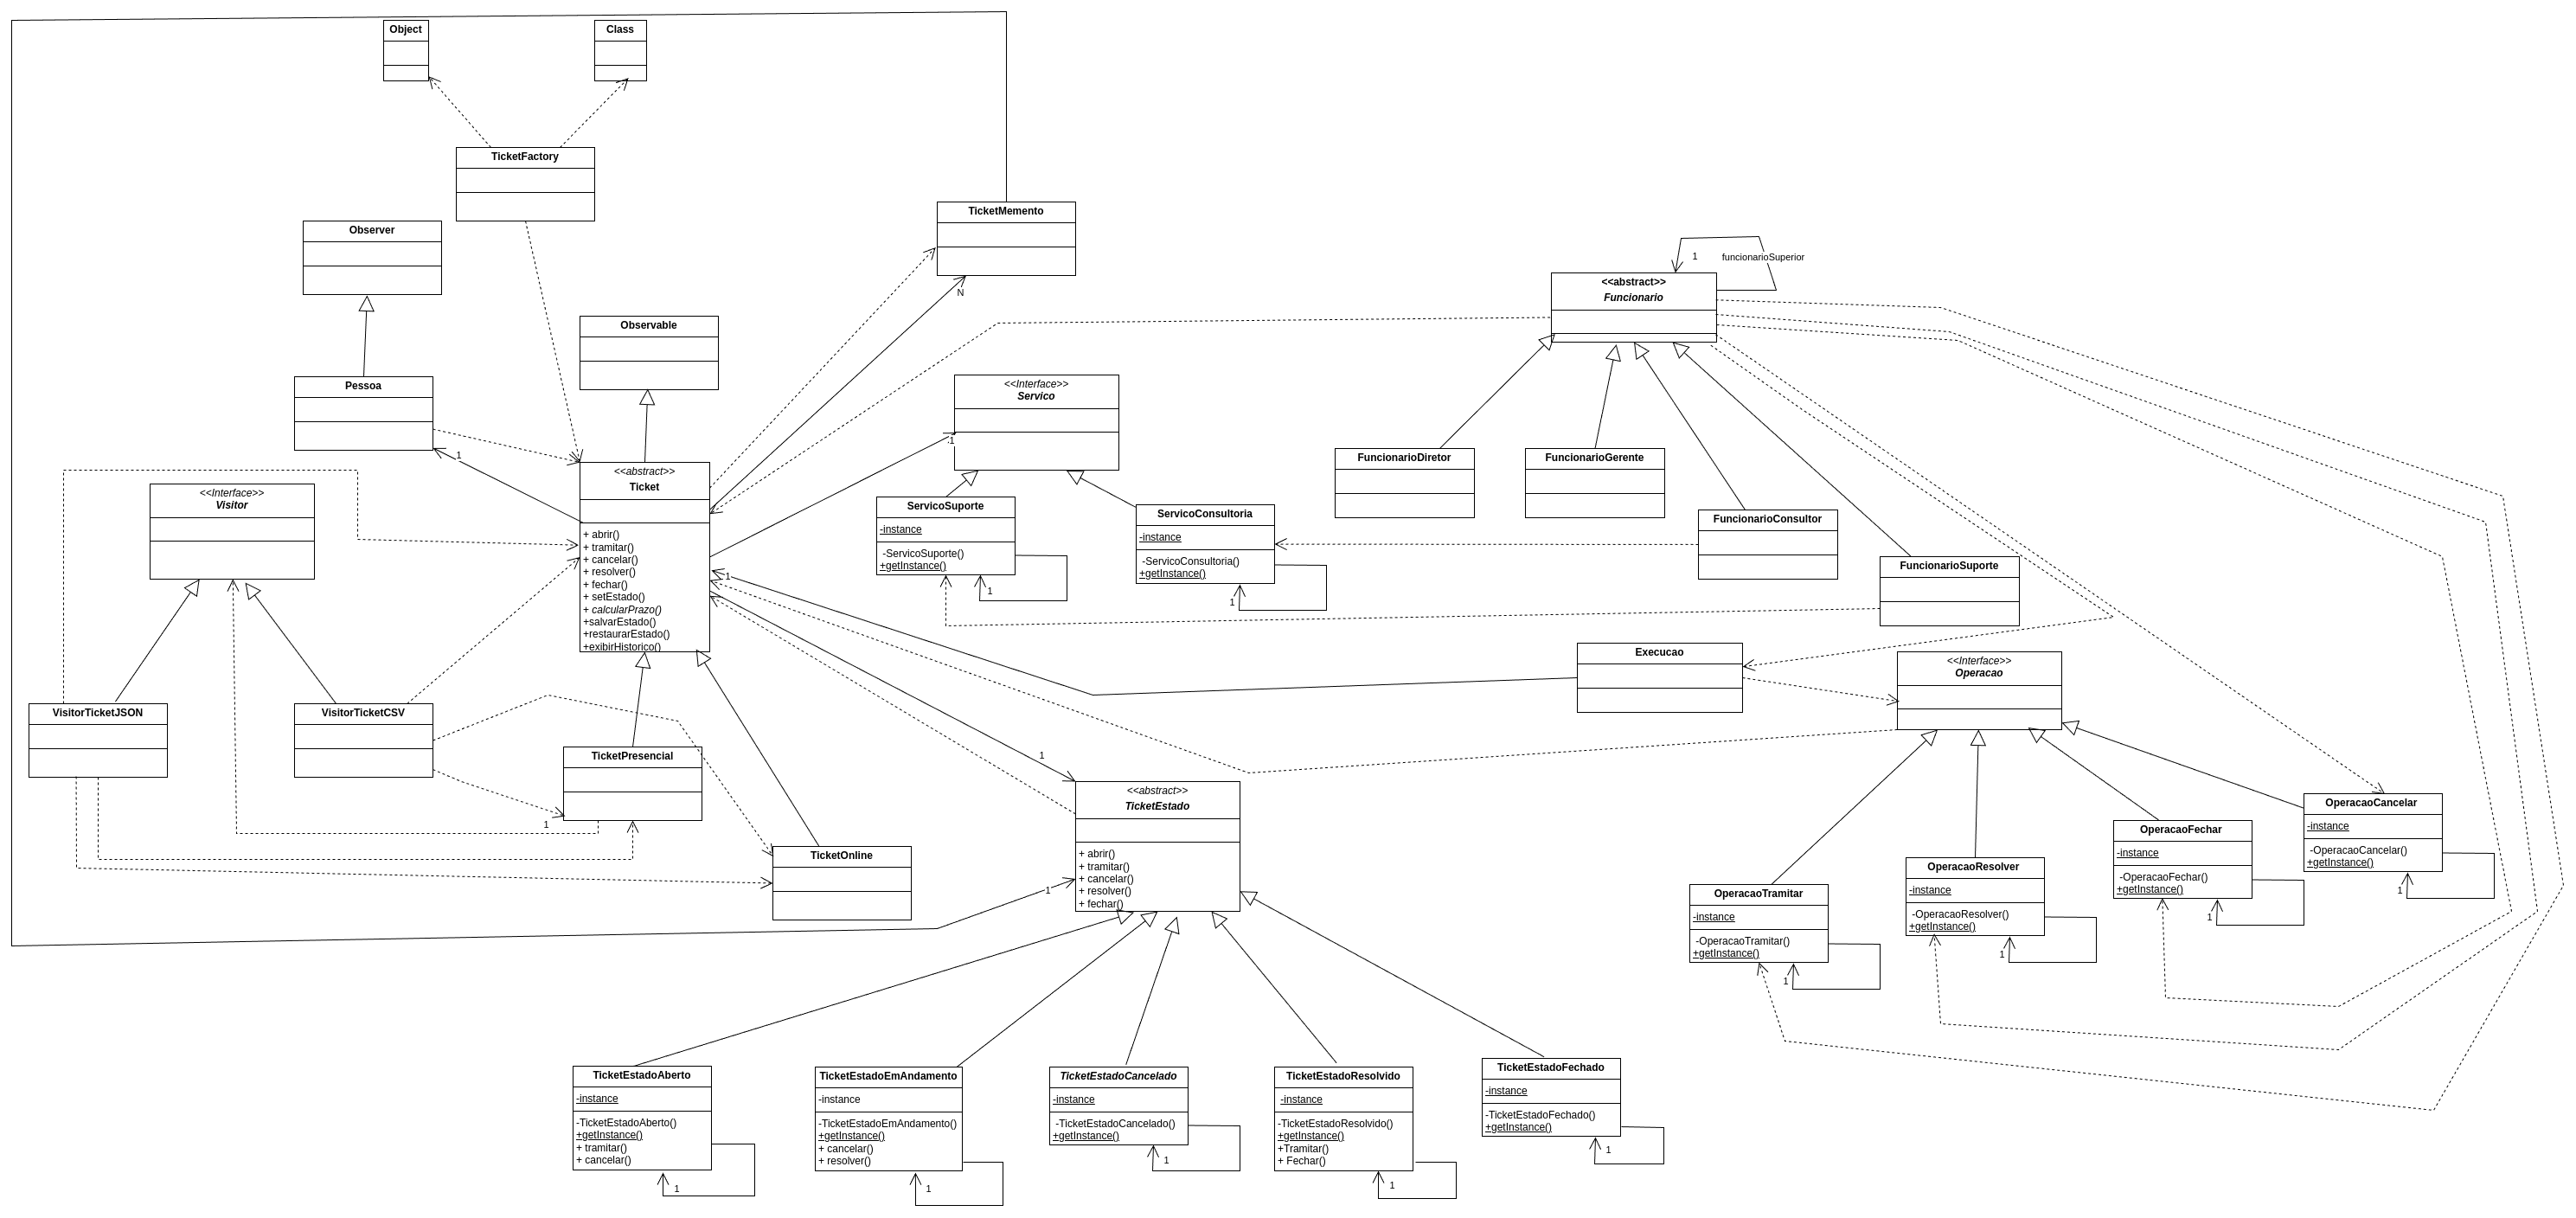 Object
Class
TicketFactory
TicketMemento
N
Observer
Observable
Pessoa
1
<<abstract>>
Funcionario
1
funcionarioSuperior
<<Interface>>
Servico
1
<<abstract>>
Ticket
+ abrir()
+ tramitar()
+ cancelar()
+ resolver()
+ fechar()
+ setEstado()
+ calcularPrazo()
+salvarEstado()
+restaurarEstado()
+exibirHistorico()
1
<<Interface>>
Visitor
ServicoSuporte
-instance
-ServicoSuporte()
+getInstance()
1
ServicoConsultoria
-instance
-ServicoConsultoria()
+getInstance()
1
FuncionarioDiretor
FuncionarioGerente
FuncionarioConsultor
FuncionarioSuporte
Execucao
<<Interface>>
Operacao
VisitorTicketJSON
VisitorTicketCSV
TicketPresencial
1
TicketOnline
1
<<abstract>>
TicketEstado
+ abrir()
+ tramitar()
+ cancelar()
+ resolver()
+ fechar()
1
OperacaoTramitar
-instance
-OperacaoTramitar()
+getInstance()
1
OperacaoResolver
-instance
-OperacaoResolver()
+getInstance()
1
OperacaoFechar
-instance
-OperacaoFechar()
+getInstance()
1
OperacaoCancelar
-instance
-OperacaoCancelar()
+getInstance()
1
TicketEstadoAberto
-instance
-TicketEstadoAberto()
+getInstance()
+ tramitar()
+ cancelar()
1
TicketEstadoEmAndamento
-instance
-TicketEstadoEmAndamento()
+getInstance()
+ cancelar()
+ resolver()
1
TicketEstadoCancelado
-instance
-TicketEstadoCancelado()
+getInstance()
1
TicketEstadoResolvido
-instance
-TicketEstadoResolvido()
+getInstance()
+Tramitar()
+ Fechar()
1
TicketEstadoFechado
-instance
-TicketEstadoFechado()
+getInstance()
1